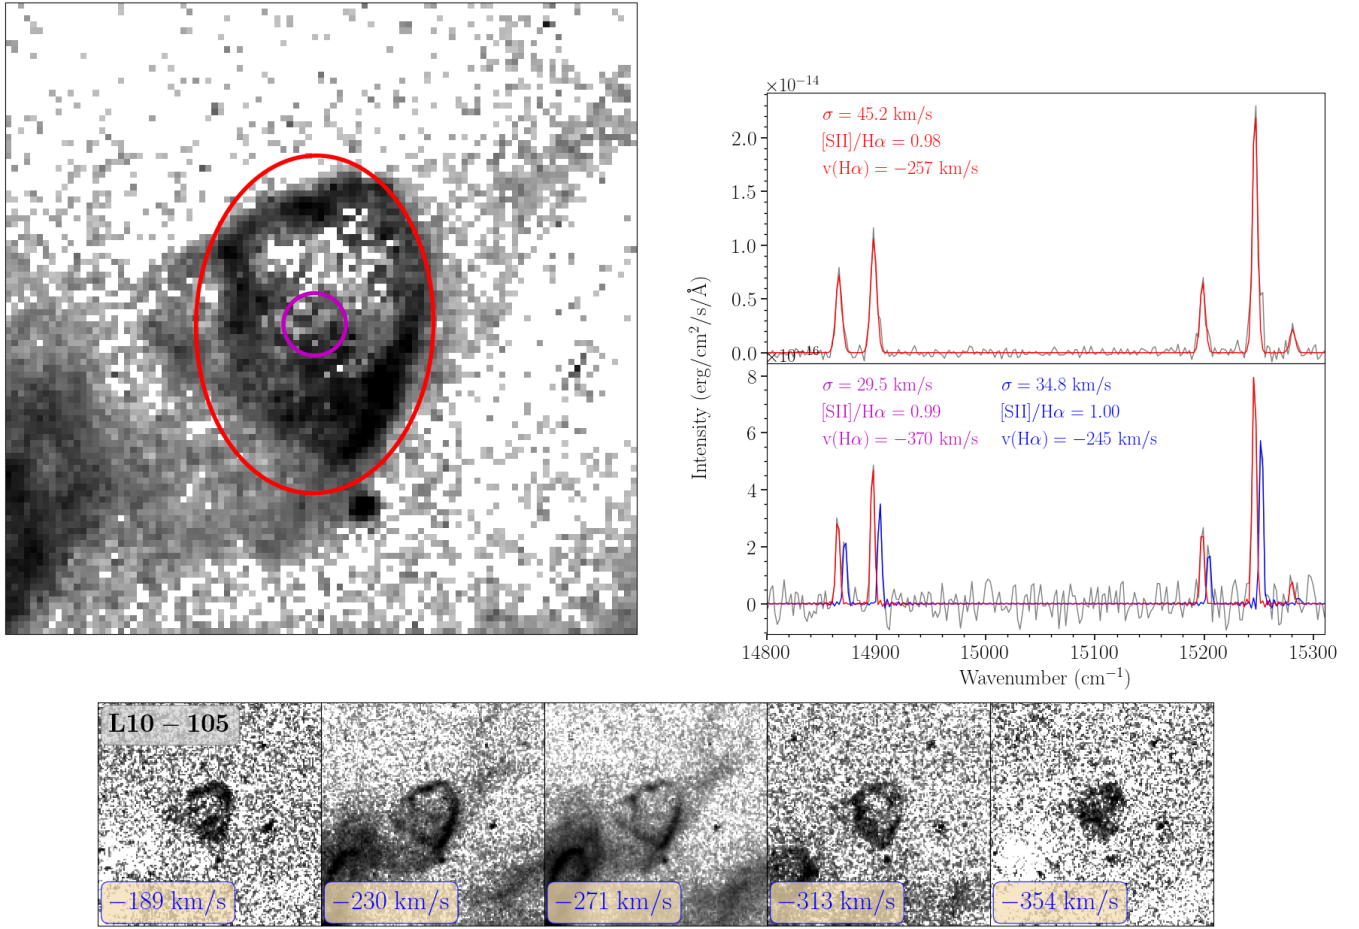 ×10−14
σ = 45.2 km/s
[SII]/Hα = 0.98
v(Hα) = −257 km/s
2.0
1.5
1.0
0.5
0.0
×10−16
σ = 29.5 km/s
[SII]/Hα = 0.99
v(Hα) = −370 km/s
σ = 34.8 km/s
[SII]/Hα = 1.00
v(Hα) = −245 km/s
8
6
4
2
0
Intensity (erg/cm²/s/Å)
14800 14900 15000 15100 15200 15300
Wavenumber (cm−1)
L10 − 105
−189 km/s
−230 km/s
−271 km/s
−313 km/s
−354 km/s